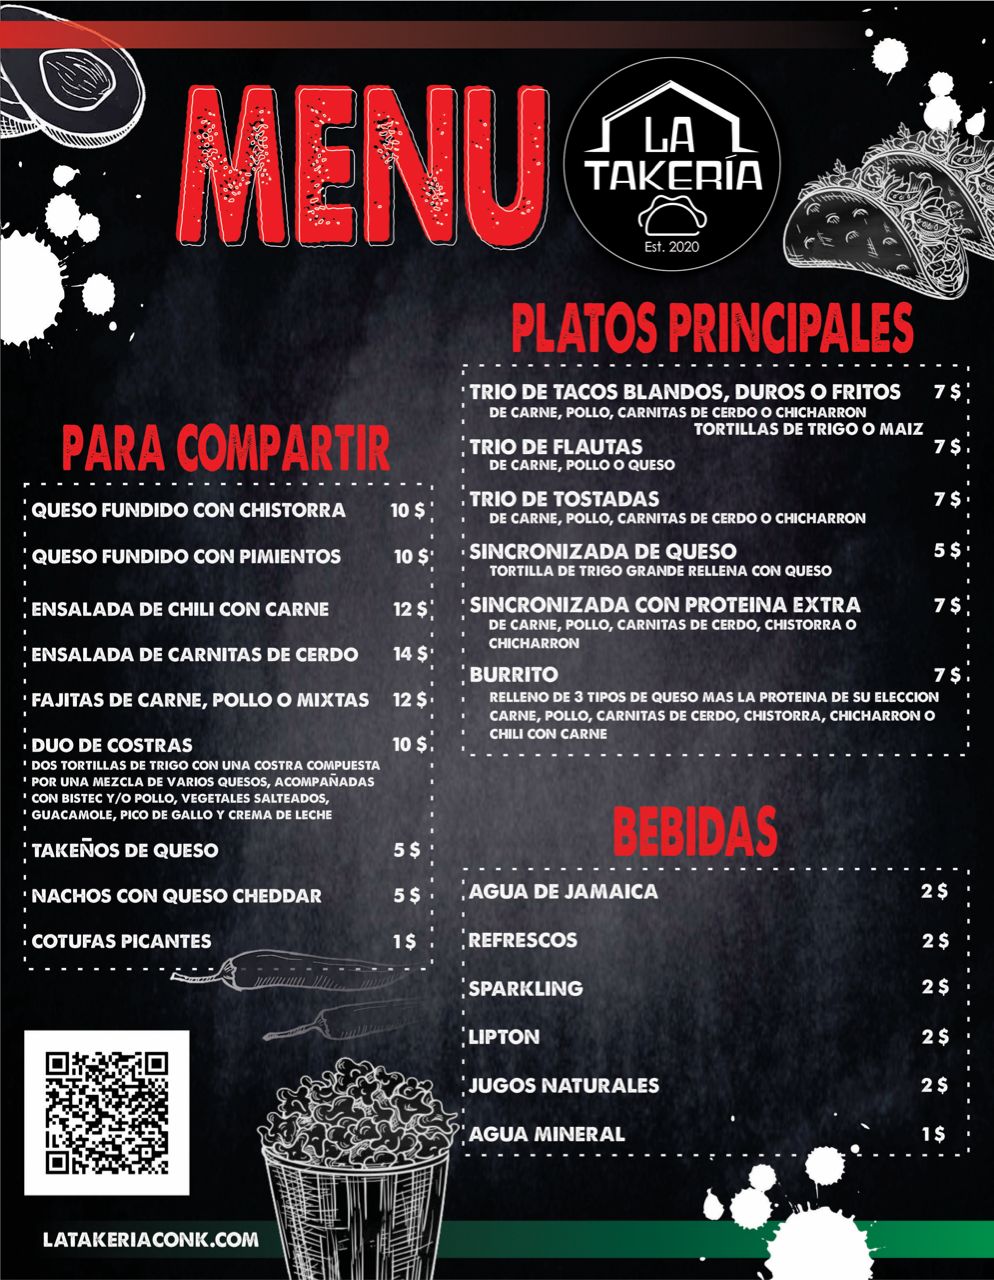 MENU
LA
TAKERÍA
Est. 2020
PARA COMPARTIR
QUESO FUNDIDO CON CHISTORRA 10 $
QUESO FUNDIDO CON PIMIENTOS 10 $
ENSALADA DE CHILI CON CARNE 12 $
ENSALADA DE CARNITAS DE CERDO 14 $
FAJITAS DE CARNE, POLLO O MIXTAS 12 $
DUO DE COSTRAS 10 $
DOS TORTILLAS DE TRIGO CON UNA COSTRA COMPUESTA
POR UNA MEZCLA DE VARIOS QUESOS, ACOMPAÑADAS
CON BISTEC Y/O POLLO, VEGETALES SALTEADOS,
GUACAMOLE, PICO DE GALLO Y CREMA DE LECHE
TAKEÑOS DE QUESO 5 $
NACHOS CON QUESO CHEDDAR 5 $
COTUFAS PICANTES 1 $
PLATOS PRINCIPALES
TRIO DE TACOS BLANDOS, DUROS O FRITOS 7 $
DE CARNE, POLLO, CARNITAS DE CERDO O CHICHARRON
TORTILLAS DE TRIGO O MAIZ
TRIO DE FLAUTAS 7 $
DE CARNE, POLLO O QUESO
TRIO DE TOSTADAS 7 $
DE CARNE, POLLO, CARNITAS DE CERDO O CHICHARRON
SINCRONIZADA DE QUESO 5 $
TORTILLA DE TRIGO GRANDE RELLENA CON QUESO
SINCRONIZADA CON PROTEINA EXTRA 7 $
DE CARNE, POLLO, CARNITAS DE CERDO, CHISTORRA O
CHICHARRON
BURRITO 7 $
RELLENO DE 3 TIPOS DE QUESO MAS LA PROTEINA DE SU ELECCION
CARNE, POLLO, CARNITAS DE CERDO, CHISTORRA, CHICHARRON O
CHILI CON CARNE
BEBIDAS
AGUA DE JAMAICA 2 $
REFRESCOS 2 $
SPARKLING 2 $
LIPTON 2 $
JUGOS NATURALES 2 $
AGUA MINERAL 1 $
LATAKERIACONK.COM